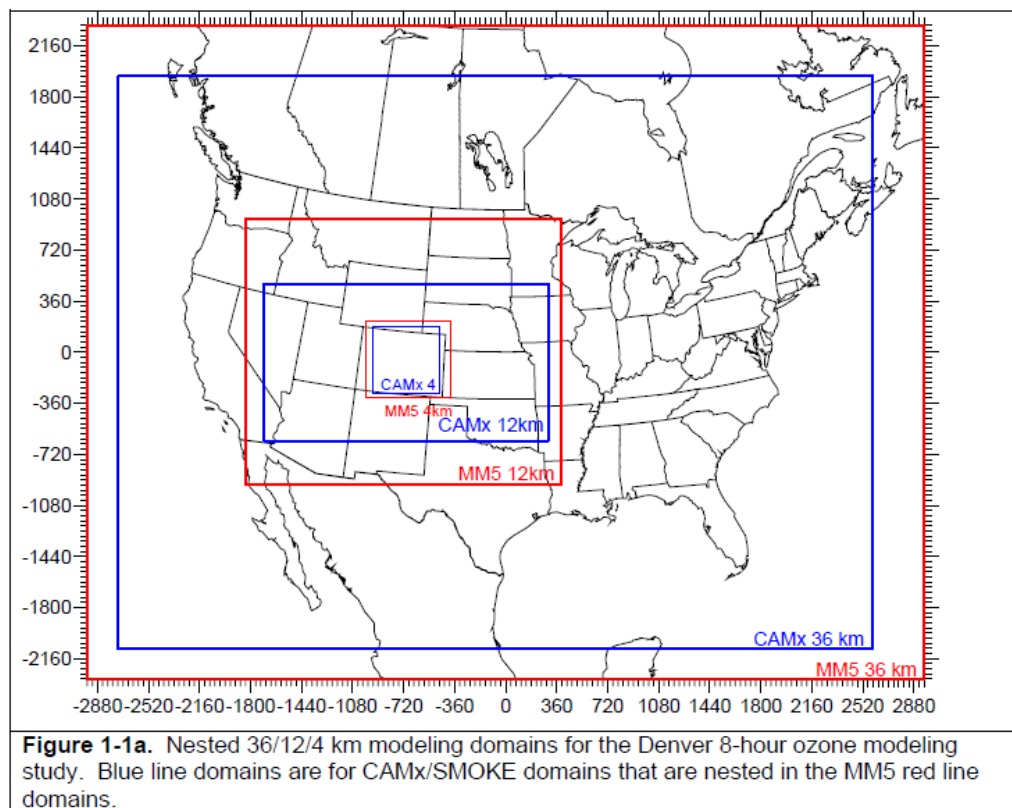 2160
1800
1440
1080
720
360
0
-360
-720
-1080
-1440
-1800
-2160
CAMx 4
MM5 4km
CAMx 12km
MM5 12km
CAMx 36 km
MM5 36 km
-2880 -2520 -2160 -1800 -1440 -1080 -720 -360 0 360 720 1080 1440 1800 2160 2520 2880
Figure 1-1a. Nested 36/12/4 km modeling domains for the Denver 8-hour ozone modeling
study. Blue line domains are for CAMx/SMOKE domains that are nested in the MM5 red line
domains.